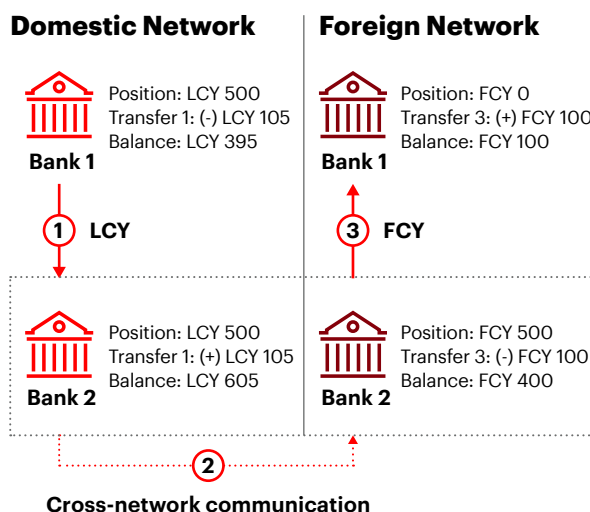 Domestic Network
Foreign Network
Position: LCY 500
Transfer 1: (-) LCY 105
Balance: LCY 395
Bank 1
Position: FCY 0
Transfer 3: (+) FCY 100
Balance: FCY 100
Bank 1
1 LCY
3 FCY
Position: LCY 500
Transfer 1: (+) LCY 105
Balance: LCY 605
Bank 2
Position: FCY 500
Transfer 3: (-) FCY 100
Balance: FCY 400
Bank 2
2
Cross-network communication